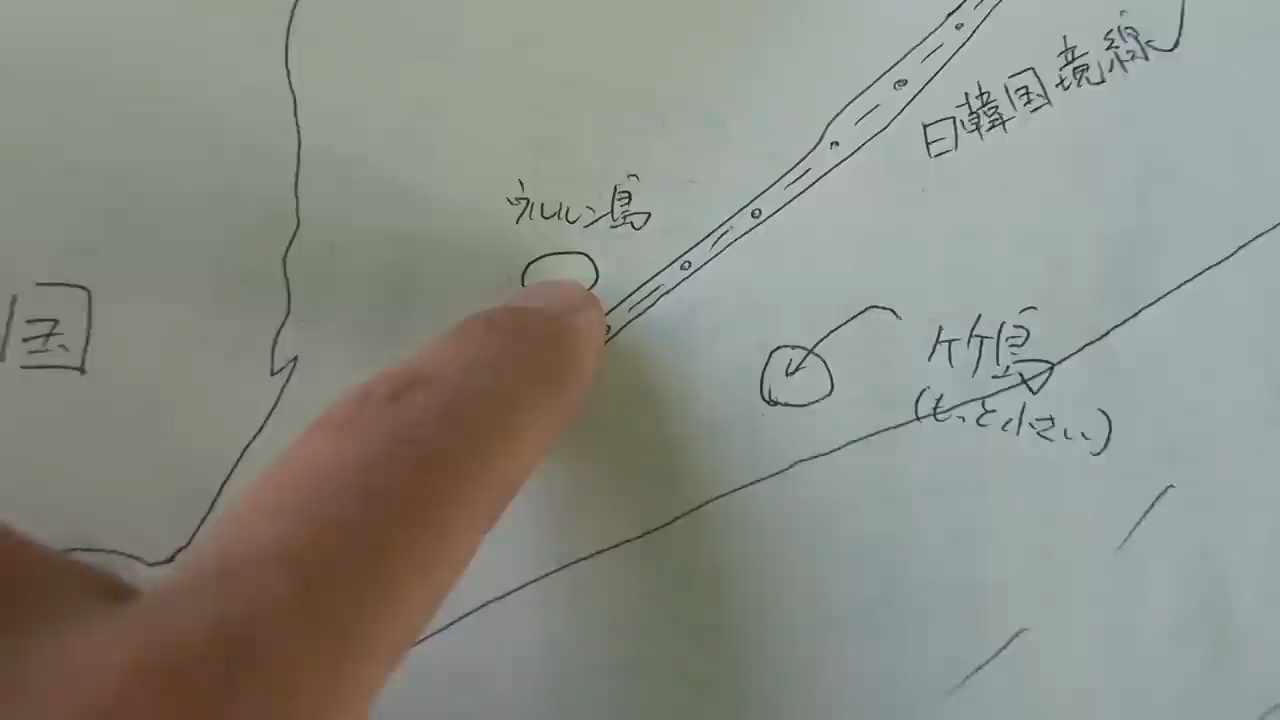 日韓国境線
ウルルン島
国
竹島
(もっと小さい)